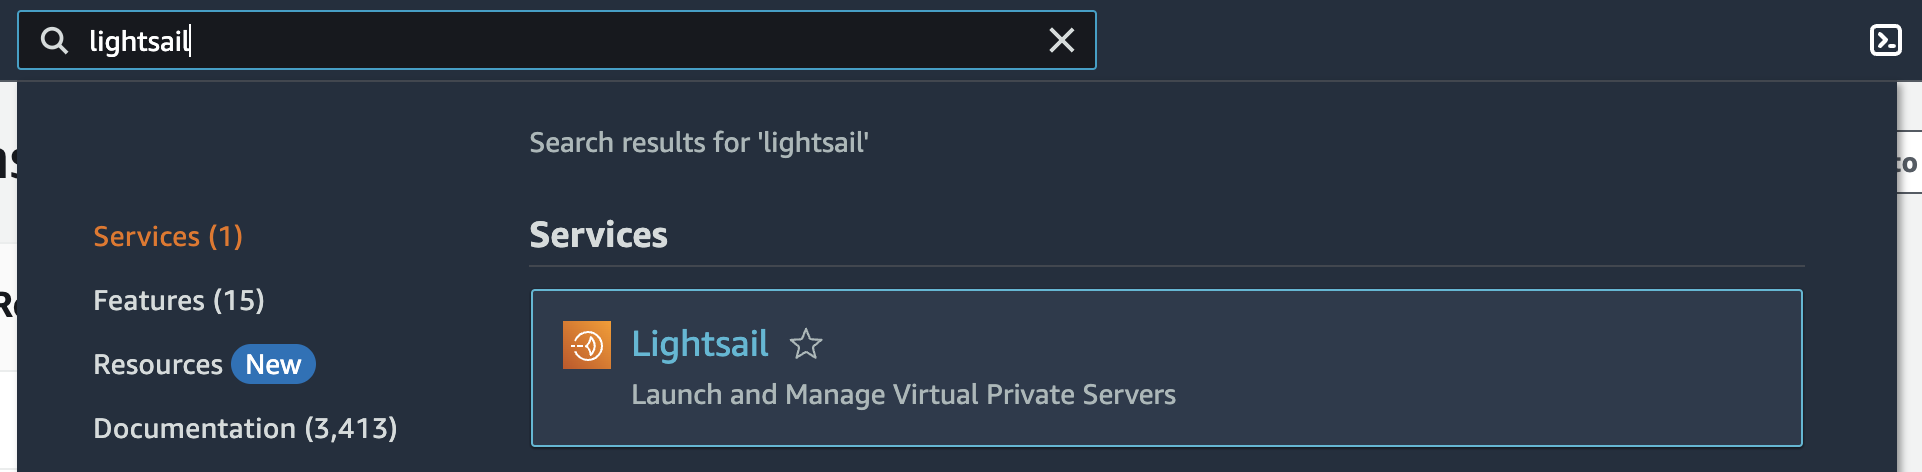 lightsail
Search results for 'lightsail'
Services (1)
Features (15)
Resources New
Documentation (3,413)
Services
Lightsail
Launch and Manage Virtual Private Servers
to